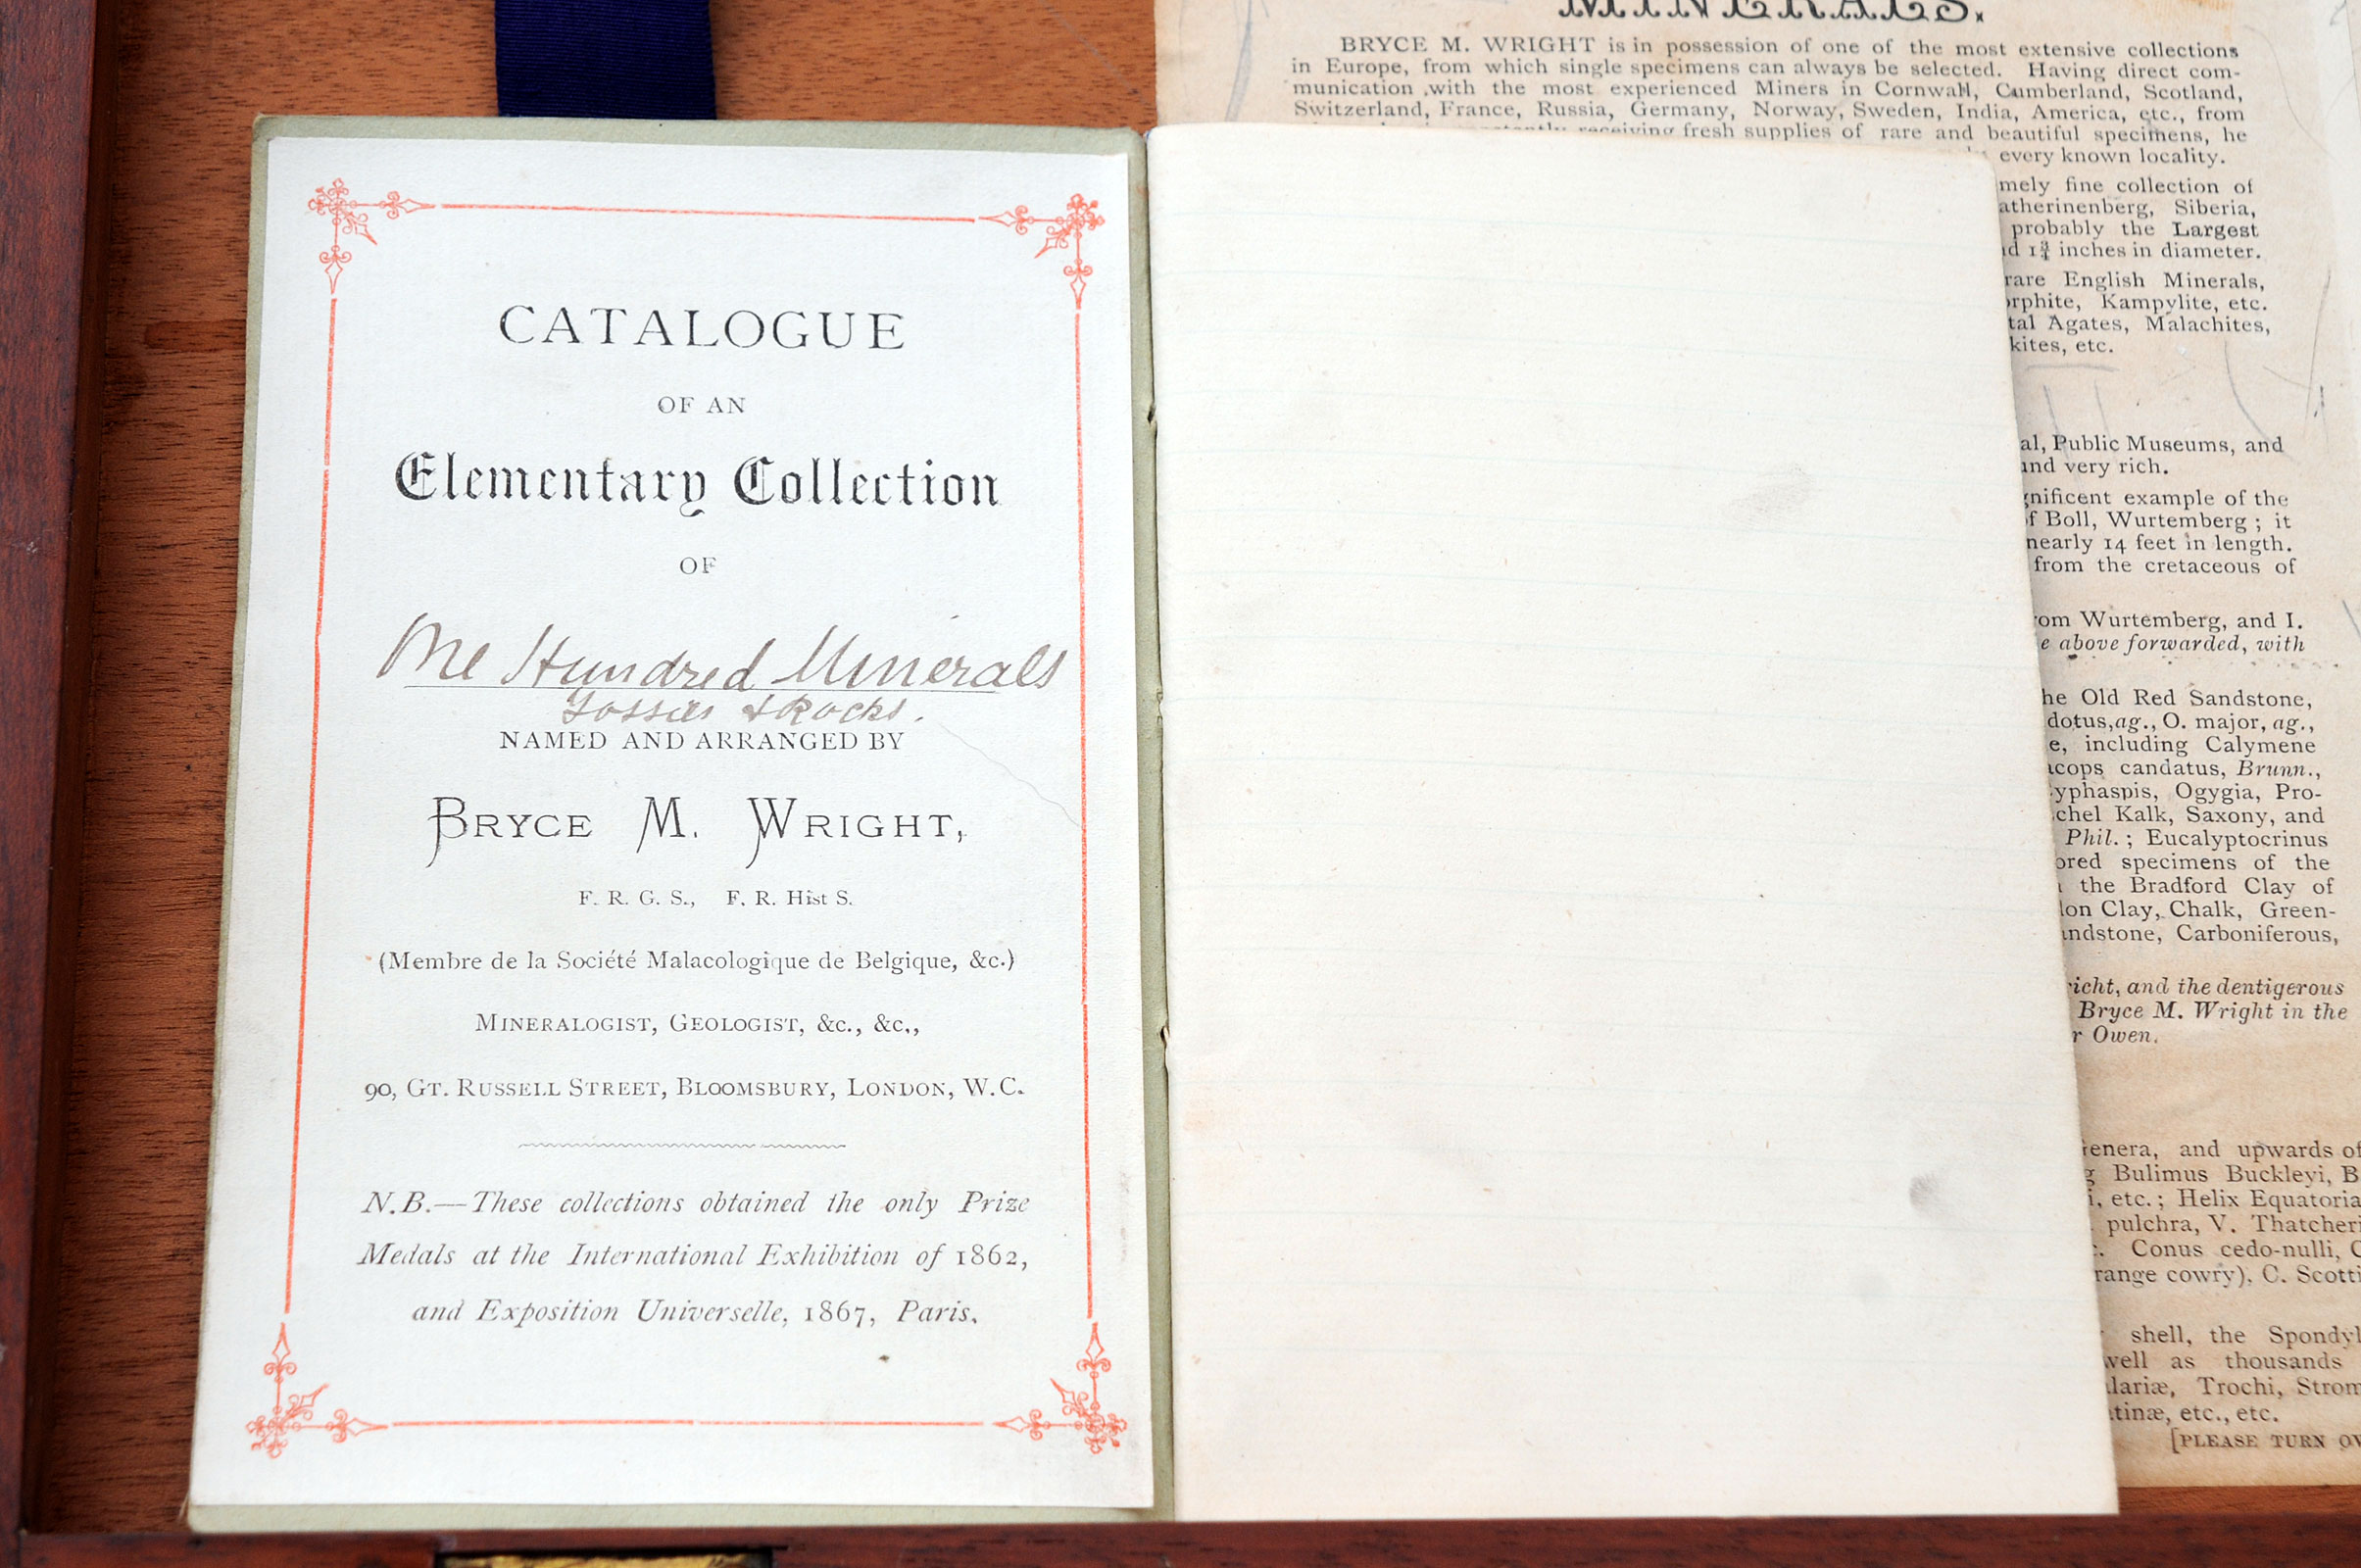 CATALOGUE
OF AN
Elementary Collection
OF
One Hundred Minerals
Fossils & Rocks.
NAMED AND ARRANGED BY
BRYCE M. WRIGHT,
F. R. G. S., F. R. Hist S.
(Membre de la Société Malacologique de Belgique, &c.)
MINERALOGIST, GEOLOGIST, &c., &c.,
90, GT. RUSSELL STREET, BLOOMSBURY, LONDON, W.C.
N.B.—These collections obtained the only Prize
Medals at the International Exhibition of 1862,
and Exposition Universelle, 1867, Paris.
MINERALS.
BRYCE M. WRIGHT is in possession of one of the most extensive collections
in Europe, from which single specimens can always be selected. Having direct com-
munication with the most experienced Miners in Cornwall, Cumberland, Scotland,
Switzerland, France, Russia, Germany, Norway, Sweden, India, America, etc., from
receiving fresh supplies of rare and beautiful specimens, he
every known locality.
mely fine collection of
atherinenberg, Siberia,
probably the Largest
nd 1¾ inches in diameter.
rare English Minerals,
orphite, Kampylite, etc.
tal Agates, Malachites,
kites, etc.
al, Public Museums, and
and very rich.
gnificent example of the
of Boll, Wurtemberg ; it
nearly 14 feet in length.
from the cretaceous of
rom Wurtemberg, and I.
e above forwarded, with
he Old Red Sandstone,
dotus, ag., O. major, ag.,
e, including Calymene
acops candatus, Brunn.,
yphaspis, Ogygia, Pro-
chel Kalk, Saxony, and
Phil. ; Eucalyptocrinus
ored specimens of the
the Bradford Clay of
don Clay, Chalk, Green-
andstone, Carboniferous,
richt, and the dentigerous
Bryce M. Wright in the
r Owen.
Genera, and upwards of
g Bulimus Buckleyi, B
i, etc. ; Helix Equatoria
pulchra, V. Thatcheri
c. Conus cedo-nulli, C
range cowry), C. Scotti
shell, the Spondyl
well as thousands
lariæ, Trochi, Strom
tinæ, etc., etc.
[PLEASE TURN OV